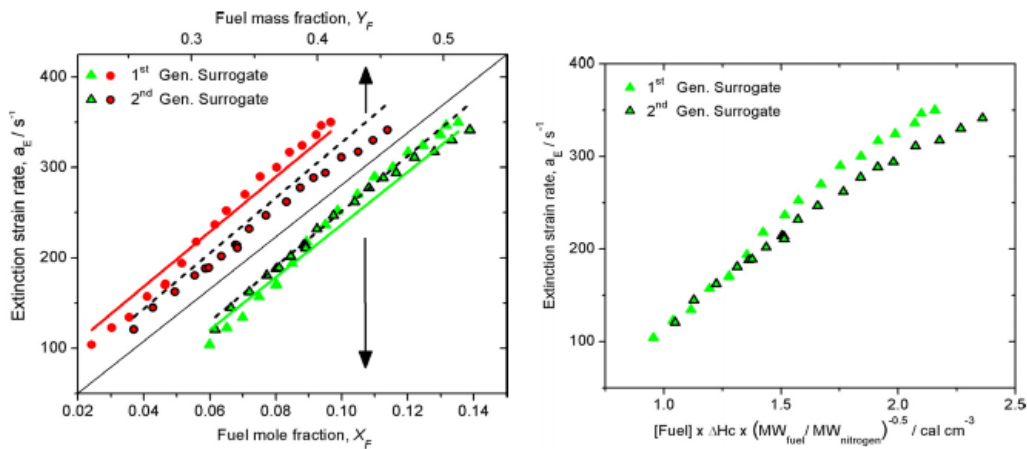 Fuel mass fraction, Y_F
0.3 0.4 0.5
400
300
200
100
Extinction strain rate, a_E / s⁻¹
1ˢᵗ Gen. Surrogate
2ⁿᵈ Gen. Surrogate
0.02 0.04 0.06 0.08 0.10 0.12 0.14
Fuel mole fraction, X_F
400
300
200
100
Extinction strain rate, a_E / s⁻¹
1ˢᵗ Gen. Surrogate
2ⁿᵈ Gen. Surrogate
1.0 1.5 2.0 2.5
[Fuel] x ΔHc x (MW_fuel/ MW_nitrogen)⁻⁰·⁵ / cal cm⁻³